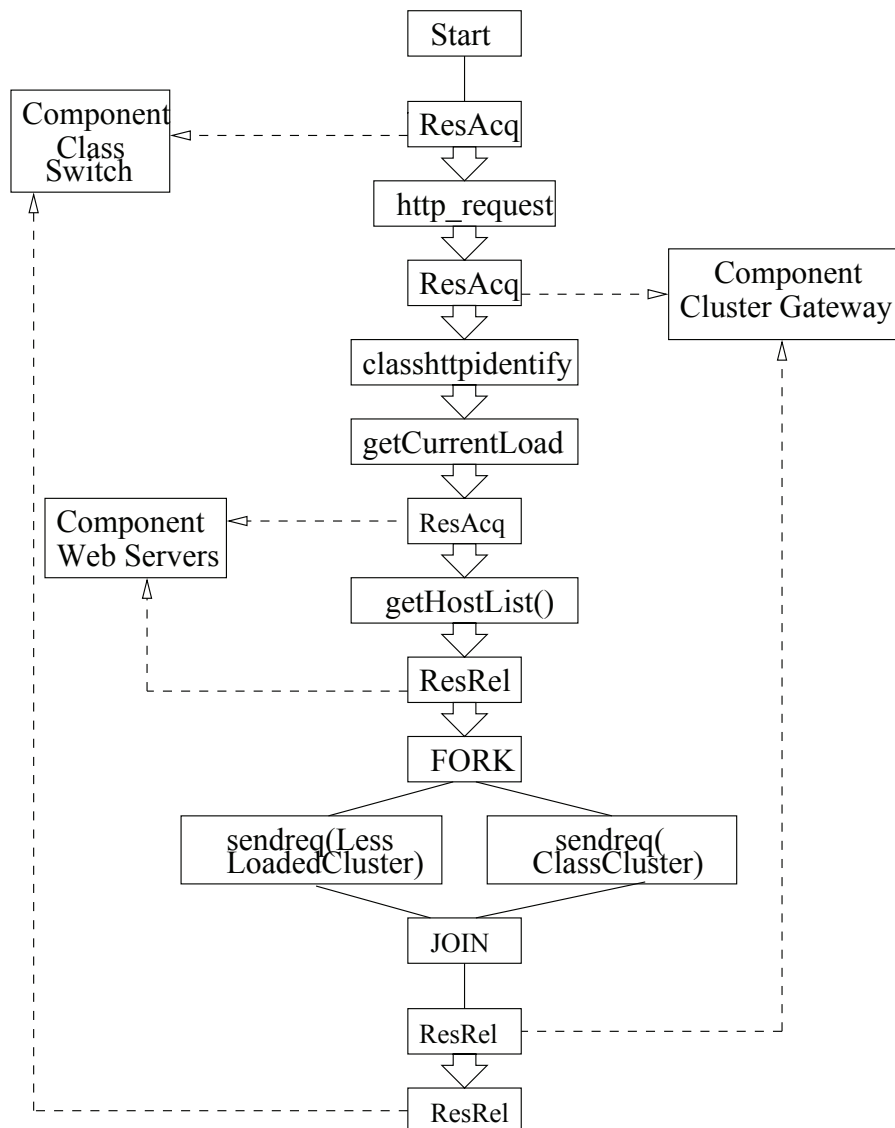 Start
Component
Class
Switch
ResAcq
http_request
ResAcq
Component
Cluster Gateway
classhttpidentify
getCurrentLoad
Component
Web Servers
ResAcq
getHostList()
ResRel
FORK
sendreq(Less
LoadedCluster)
sendreq(
ClassCluster)
JOIN
ResRel
ResRel